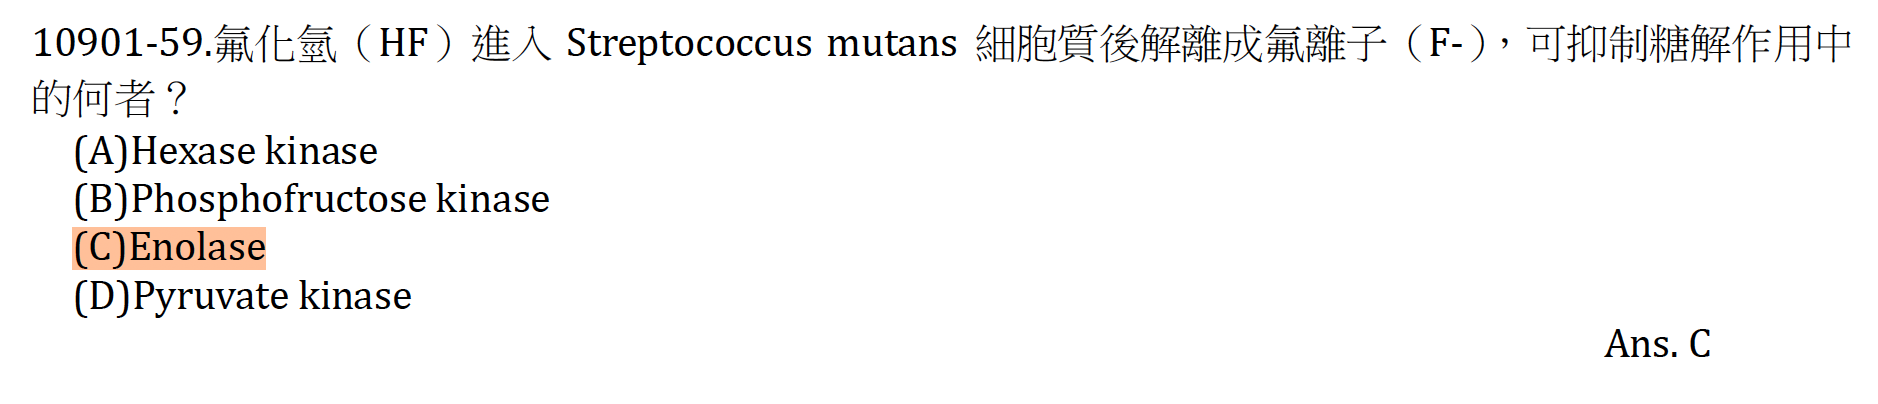 10901-59.氟化氫（HF）進入 Streptococcus mutans 細胞質後解離成氟離子（F-），可抑制糖解作用中
的何者？
(A)Hexase kinase
(B)Phosphofructose kinase
(C)Enolase
(D)Pyruvate kinase
Ans. C